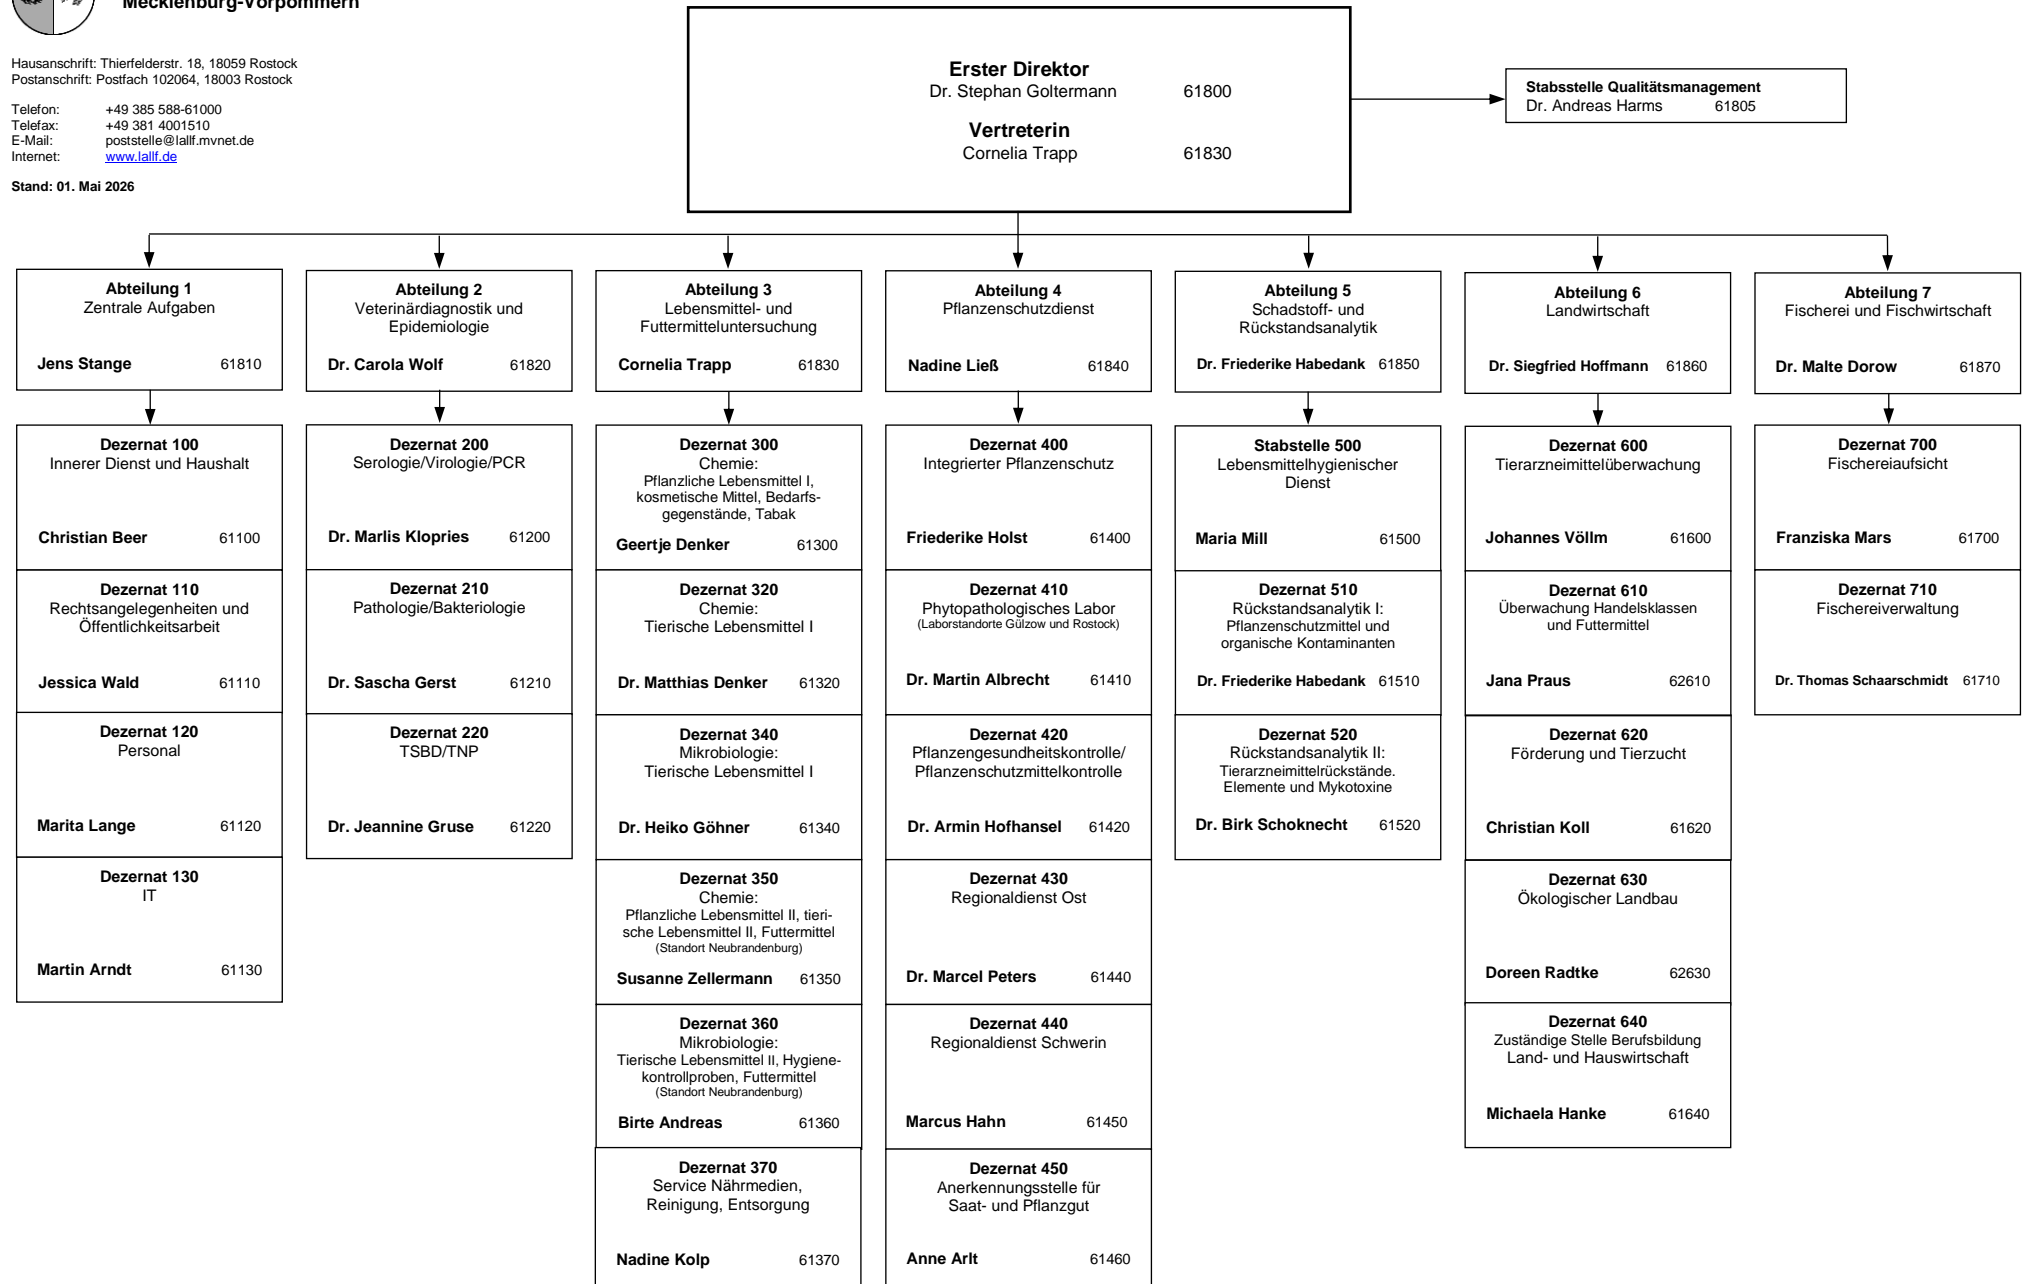 Mecklenburg-Vorpommern
Hausanschrift: Thierfelderstr. 18, 18059 Rostock
Postanschrift: Postfach 102064, 18003 Rostock
Telefon: +49 385 588-61000
Telefax: +49 381 4001510
E-Mail: poststelle@lallf.mvnet.de
Internet: www.lallf.de
Stand: 01. Mai 2026
Erster Direktor
Dr. Stephan Goltermann 61800
Vertreterin
Cornelia Trapp 61830
Stabsstelle Qualitätsmanagement
Dr. Andreas Harms 61805
Abteilung 1
Zentrale Aufgaben
Jens Stange 61810
Dezernat 100
Innerer Dienst und Haushalt
Christian Beer 61100
Dezernat 110
Rechtsangelegenheiten und
Öffentlichkeitsarbeit
Jessica Wald 61110
Dezernat 120
Personal
Marita Lange 61120
Dezernat 130
IT
Martin Arndt 61130
Abteilung 2
Veterinärdiagnostik und
Epidemiologie
Dr. Carola Wolf 61820
Dezernat 200
Serologie/Virologie/PCR
Dr. Marlis Klopries 61200
Dezernat 210
Pathologie/Bakteriologie
Dr. Sascha Gerst 61210
Dezernat 220
TSBD/TNP
Dr. Jeannine Gruse 61220
Abteilung 3
Lebensmittel- und
Futtermitteluntersuchung
Cornelia Trapp 61830
Dezernat 300
Chemie:
Pflanzliche Lebensmittel I,
kosmetische Mittel, Bedarfs-
gegenstände, Tabak
Geertje Denker 61300
Dezernat 320
Chemie:
Tierische Lebensmittel I
Dr. Matthias Denker 61320
Dezernat 340
Mikrobiologie:
Tierische Lebensmittel I
Dr. Heiko Göhner 61340
Dezernat 350
Chemie:
Pflanzliche Lebensmittel II, tieri-
sche Lebensmittel II, Futtermittel
(Standort Neubrandenburg)
Susanne Zellermann 61350
Dezernat 360
Mikrobiologie:
Tierische Lebensmittel II, Hygiene-
kontrollproben, Futtermittel
(Standort Neubrandenburg)
Birte Andreas 61360
Dezernat 370
Service Nährmedien,
Reinigung, Entsorgung
Nadine Kolp 61370
Abteilung 4
Pflanzenschutzdienst
Nadine Ließ 61840
Dezernat 400
Integrierter Pflanzenschutz
Friederike Holst 61400
Dezernat 410
Phytopathologisches Labor
(Laborstandorte Gülzow und Rostock)
Dr. Martin Albrecht 61410
Dezernat 420
Pflanzengesundheitskontrolle/
Pflanzenschutzmittelkontrolle
Dr. Armin Hofhansel 61420
Dezernat 430
Regionaldienst Ost
Dr. Marcel Peters 61440
Dezernat 440
Regionaldienst Schwerin
Marcus Hahn 61450
Dezernat 450
Anerkennungsstelle für
Saat- und Pflanzgut
Anne Arlt 61460
Abteilung 5
Schadstoff- und
Rückstandsanalytik
Dr. Friederike Habedank 61850
Stabstelle 500
Lebensmittelhygienischer
Dienst
Maria Mill 61500
Dezernat 510
Rückstandsanalytik I:
Pflanzenschutzmittel und
organische Kontaminanten
Dr. Friederike Habedank 61510
Dezernat 520
Rückstandsanalytik II:
Tierarzneimittelrückstände.
Elemente und Mykotoxine
Dr. Birk Schoknecht 61520
Abteilung 6
Landwirtschaft
Dr. Siegfried Hoffmann 61860
Dezernat 600
Tierarzneimittelüberwachung
Johannes Völlm 61600
Dezernat 610
Überwachung Handelsklassen
und Futtermittel
Jana Praus 62610
Dezernat 620
Förderung und Tierzucht
Christian Koll 61620
Dezernat 630
Ökologischer Landbau
Doreen Radtke 62630
Dezernat 640
Zuständige Stelle Berufsbildung
Land- und Hauswirtschaft
Michaela Hanke 61640
Abteilung 7
Fischerei und Fischwirtschaft
Dr. Malte Dorow 61870
Dezernat 700
Fischereiaufsicht
Franziska Mars 61700
Dezernat 710
Fischereiverwaltung
Dr. Thomas Schaarschmidt 61710